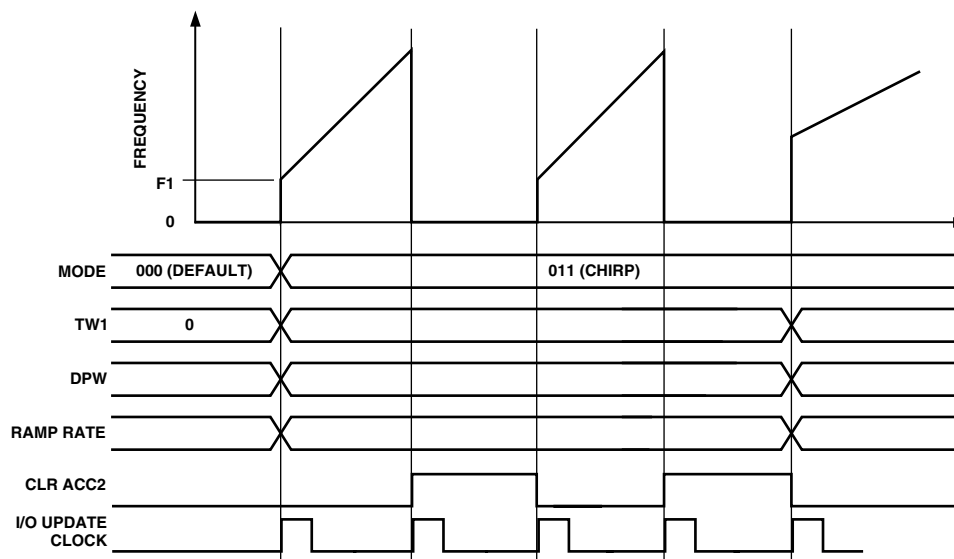 FREQUENCY
F1
0
MODE 000 (DEFAULT) 011 (CHIRP)
TW1 0
DPW
RAMP RATE
CLR ACC2
I/O UPDATE
CLOCK